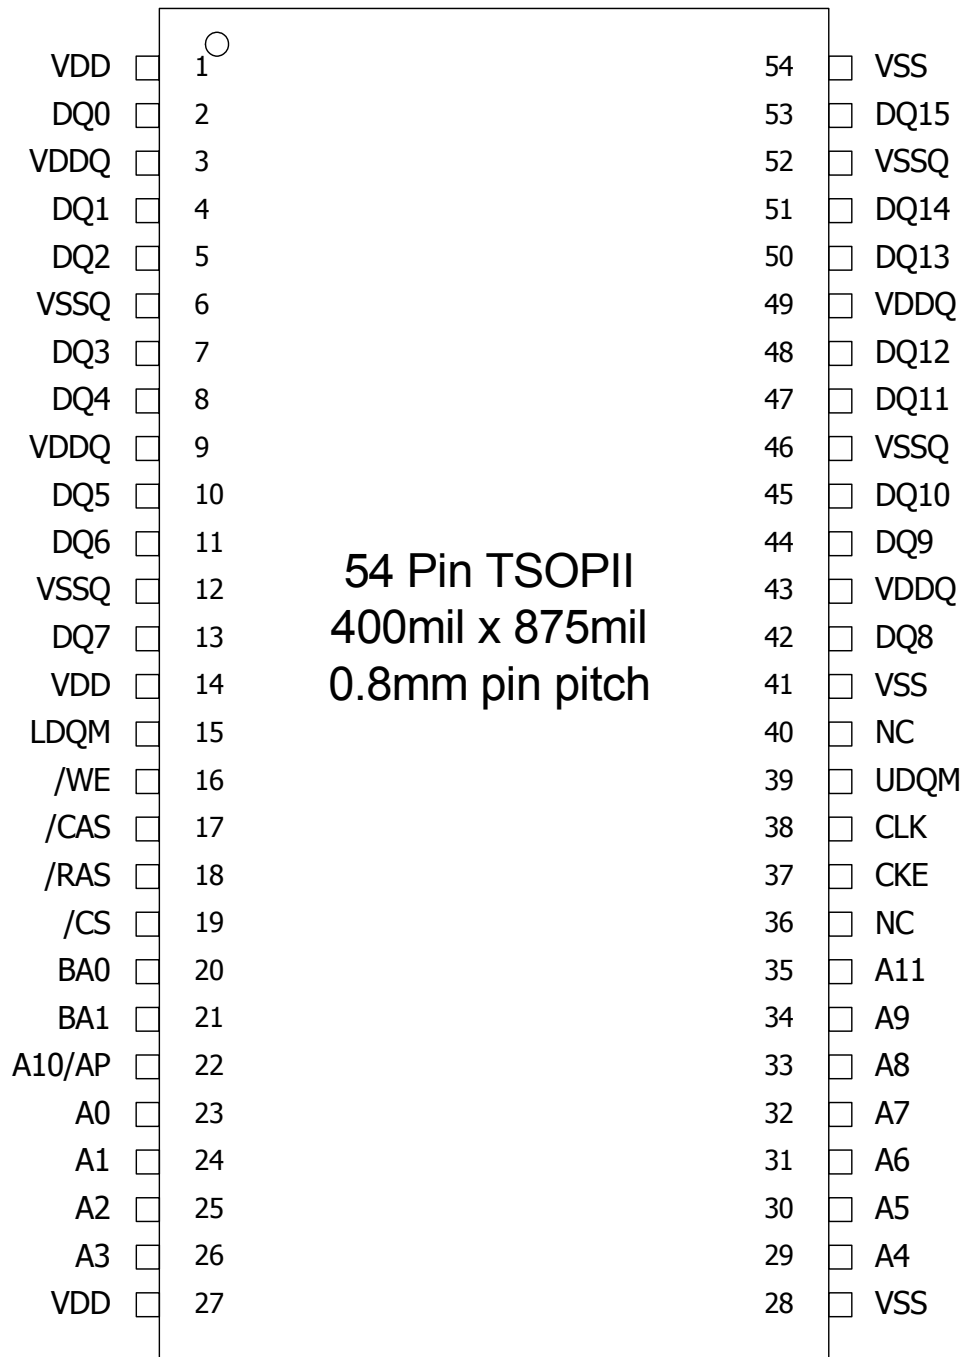 VDD 1 54 VSS
DQ0 2 53 DQ15
VDDQ 3 52 VSSQ
DQ1 4 51 DQ14
DQ2 5 50 DQ13
VSSQ 6 49 VDDQ
DQ3 7 48 DQ12
DQ4 8 47 DQ11
VDDQ 9 46 VSSQ
DQ5 10 45 DQ10
DQ6 11 44 DQ9
54 Pin TSOPII
VSSQ 12 43 VDDQ
400mil x 875mil
DQ7 13 42 DQ8
0.8mm pin pitch
VDD 14 41 VSS
LDQM 15 40 NC
/WE 16 39 UDQM
/CAS 17 38 CLK
/RAS 18 37 CKE
/CS 19 36 NC
BA0 20 35 A11
BA1 21 34 A9
A10/AP 22 33 A8
A0 23 32 A7
A1 24 31 A6
A2 25 30 A5
A3 26 29 A4
VDD 27 28 VSS